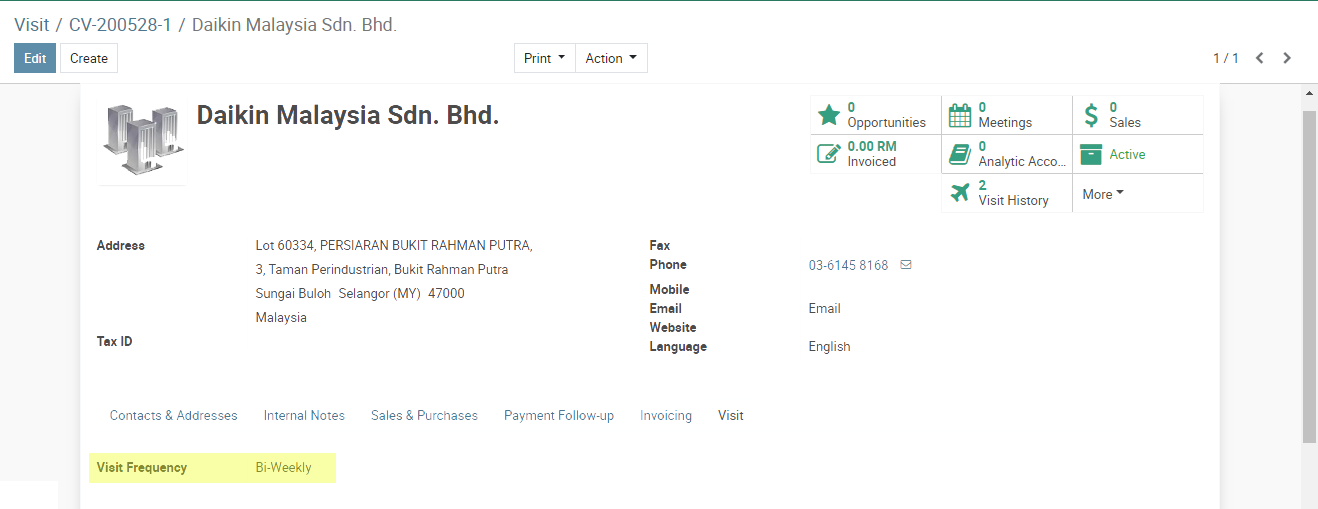 Visit / CV-200528-1 / Daikin Malaysia Sdn. Bhd.
Edit Create Print Action 1 / 1
Daikin Malaysia Sdn. Bhd.
0 Opportunities
0 Meetings
0 Sales
0.00 RM Invoiced
0 Analytic Acco...
Active
2 Visit History
More
Address Lot 60334, PERSIARAN BUKIT RAHMAN PUTRA,
3, Taman Perindustrian, Bukit Rahman Putra
Sungai Buloh Selangor (MY) 47000
Malaysia
Tax ID
Fax
Phone 03-6145 8168
Mobile
Email Email
Website
Language English
Contacts & Addresses Internal Notes Sales & Purchases Payment Follow-up Invoicing Visit
Visit Frequency Bi-Weekly